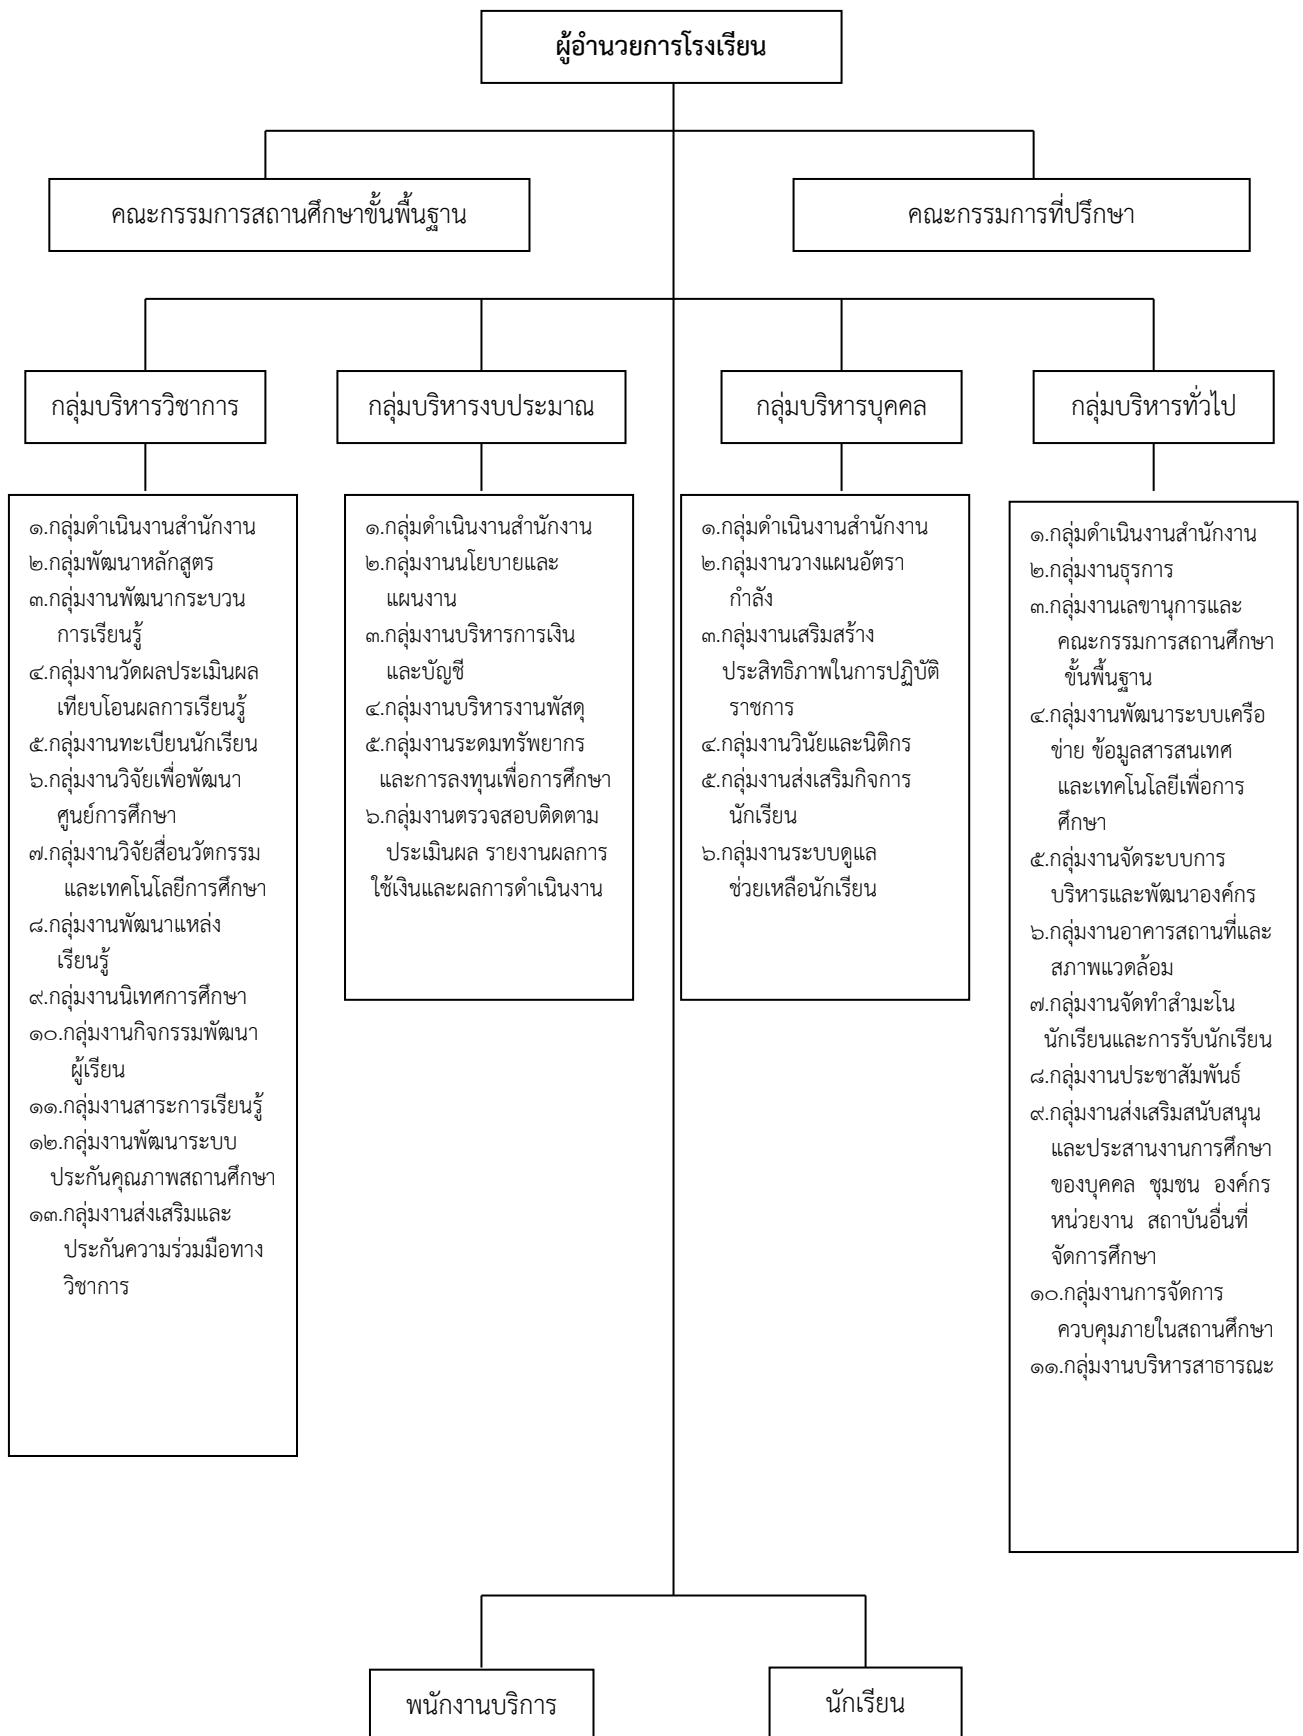 ผู้อำนวยการโรงเรียน
คณะกรรมการสถานศึกษาขั้นพื้นฐาน
คณะกรรมการที่ปรึกษา
กลุ่มบริหารวิชาการ
กลุ่มบริหารงบประมาณ
กลุ่มบริหารบุคคล
กลุ่มบริหารทั่วไป
๑.กลุ่มดำเนินงานสำนักงาน
๒.กลุ่มพัฒนาหลักสูตร
๓.กลุ่มงานพัฒนากระบวน
การเรียนรู้
๔.กลุ่มงานวัดผลประเมินผล
เทียบโอนผลการเรียนรู้
๕.กลุ่มงานทะเบียนนักเรียน
๖.กลุ่มงานวิจัยเพื่อพัฒนา
ศูนย์การศึกษา
๗.กลุ่มงานวิจัยสื่อนวัตกรรม
และเทคโนโลยีการศึกษา
๘.กลุ่มงานพัฒนาแหล่ง
เรียนรู้
๙.กลุ่มงานนิเทศการศึกษา
๑๐.กลุ่มงานกิจกรรมพัฒนา
ผู้เรียน
๑๑.กลุ่มงานสาระการเรียนรู้
๑๒.กลุ่มงานพัฒนาระบบ
ประกันคุณภาพสถานศึกษา
๑๓.กลุ่มงานส่งเสริมและ
ประกันความร่วมมือทาง
วิชาการ
๑.กลุ่มดำเนินงานสำนักงาน
๒.กลุ่มงานนโยบายและ
แผนงาน
๓.กลุ่มงานบริหารการเงิน
และบัญชี
๔.กลุ่มงานบริหารงานพัสดุ
๕.กลุ่มงานระดมทรัพยากร
และการลงทุนเพื่อการศึกษา
๖.กลุ่มงานตรวจสอบติดตาม
ประเมินผล รายงานผลการ
ใช้เงินและผลการดำเนินงาน
๑.กลุ่มดำเนินงานสำนักงาน
๒.กลุ่มงานวางแผนอัตรา
กำลัง
๓.กลุ่มงานเสริมสร้าง
ประสิทธิภาพในการปฏิบัติ
ราชการ
๔.กลุ่มงานวินัยและนิติกร
๕.กลุ่มงานส่งเสริมกิจการ
นักเรียน
๖.กลุ่มงานระบบดูแล
ช่วยเหลือนักเรียน
๑.กลุ่มดำเนินงานสำนักงาน
๒.กลุ่มงานธุรการ
๓.กลุ่มงานเลขานุการและ
คณะกรรมการสถานศึกษา
ขั้นพื้นฐาน
๔.กลุ่มงานพัฒนาระบบเครือ
ข่าย ข้อมูลสารสนเทศ
และเทคโนโลยีเพื่อการ
ศึกษา
๕.กลุ่มงานจัดระบบการ
บริหารและพัฒนาองค์กร
๖.กลุ่มงานอาคารสถานที่และ
สภาพแวดล้อม
๗.กลุ่มงานจัดทำสำมะโน
นักเรียนและการรับนักเรียน
๘.กลุ่มงานประชาสัมพันธ์
๙.กลุ่มงานส่งเสริมสนับสนุน
และประสานงานการศึกษา
ของบุคคล ชุมชน องค์กร
หน่วยงาน สถาบันอื่นที่
จัดการศึกษา
๑๐.กลุ่มงานการจัดการ
ควบคุมภายในสถานศึกษา
๑๑.กลุ่มงานบริหารสาธารณะ
พนักงานบริการ
นักเรียน